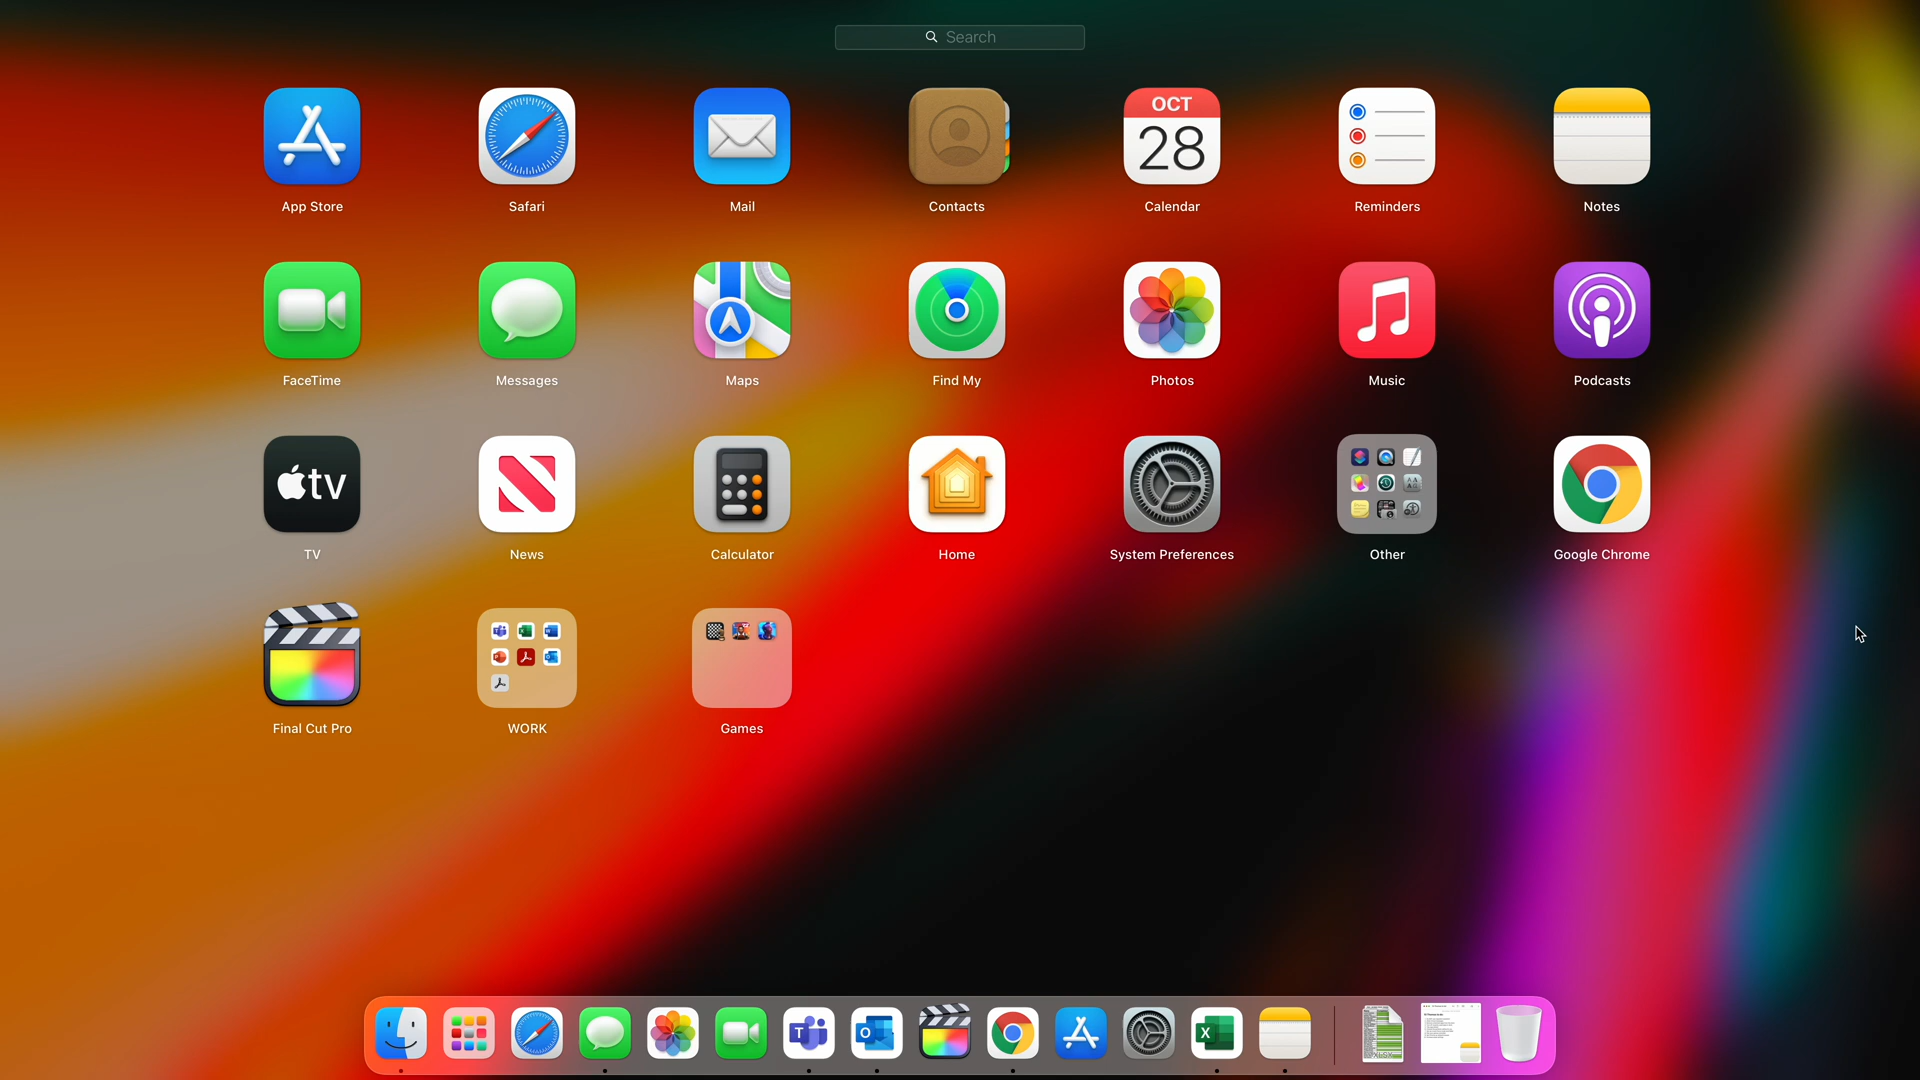 Search
App Store
Safari
Mail
Contacts
OCT
28
Calendar
Reminders
Notes
FaceTime
Messages
Maps
Find My
Photos
Music
Podcasts
tv
TV
News
Calculator
Home
System Preferences
Other
Google Chrome
Final Cut Pro
WORK
Games
T
O
X
XLSX